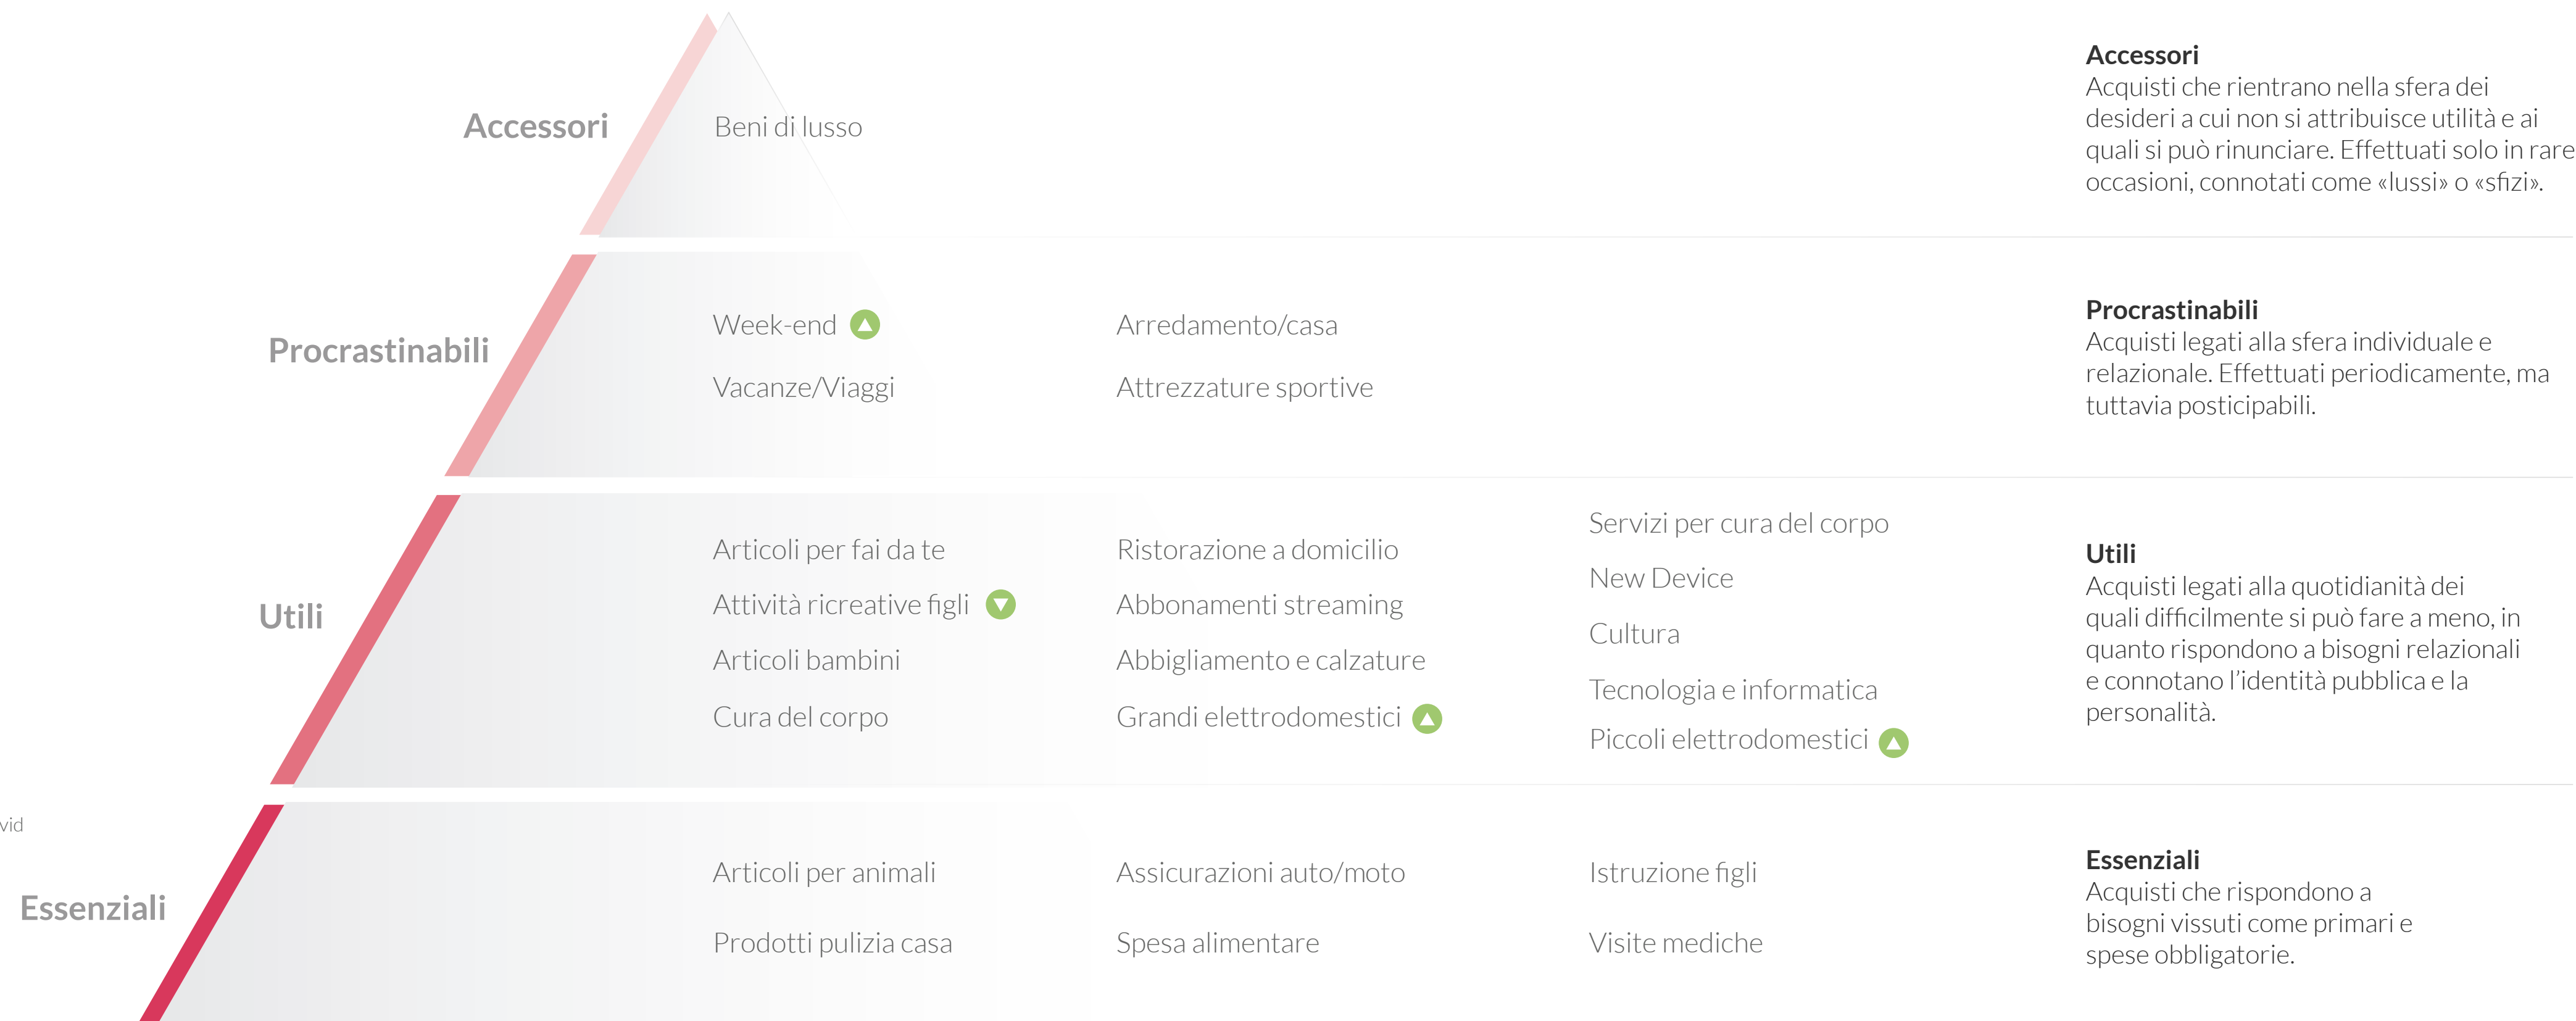 Accessori
Beni di lusso
Accessori
Acquisti che rientrano nella sfera dei
desideri a cui non si attribuisce utilità e ai
quali si può rinunciare. Effettuati solo in rare
occasioni, connotati come «lussi» o «sfizi».
Procrastinabili
Week-end
Vacanze/Viaggi
Arredamento/casa
Attrezzature sportive
Procrastinabili
Acquisti legati alla sfera individuale e
relazionale. Effettuati periodicamente, ma
tuttavia posticipabili.
Utili
Articoli per fai da te
Attività ricreative figli
Articoli bambini
Cura del corpo
Ristorazione a domicilio
Abbonamenti streaming
Abbigliamento e calzature
Grandi elettrodomestici
Servizi per cura del corpo
New Device
Cultura
Tecnologia e informatica
Piccoli elettrodomestici
Utili
Acquisti legati alla quotidianità dei
quali difficilmente si può fare a meno, in
quanto rispondono a bisogni relazionali
e connotano l’identità pubblica e la
personalità.
vid
Essenziali
Articoli per animali
Prodotti pulizia casa
Assicurazioni auto/moto
Spesa alimentare
Istruzione figli
Visite mediche
Essenziali
Acquisti che rispondono a
bisogni vissuti come primari e
spese obbligatorie.